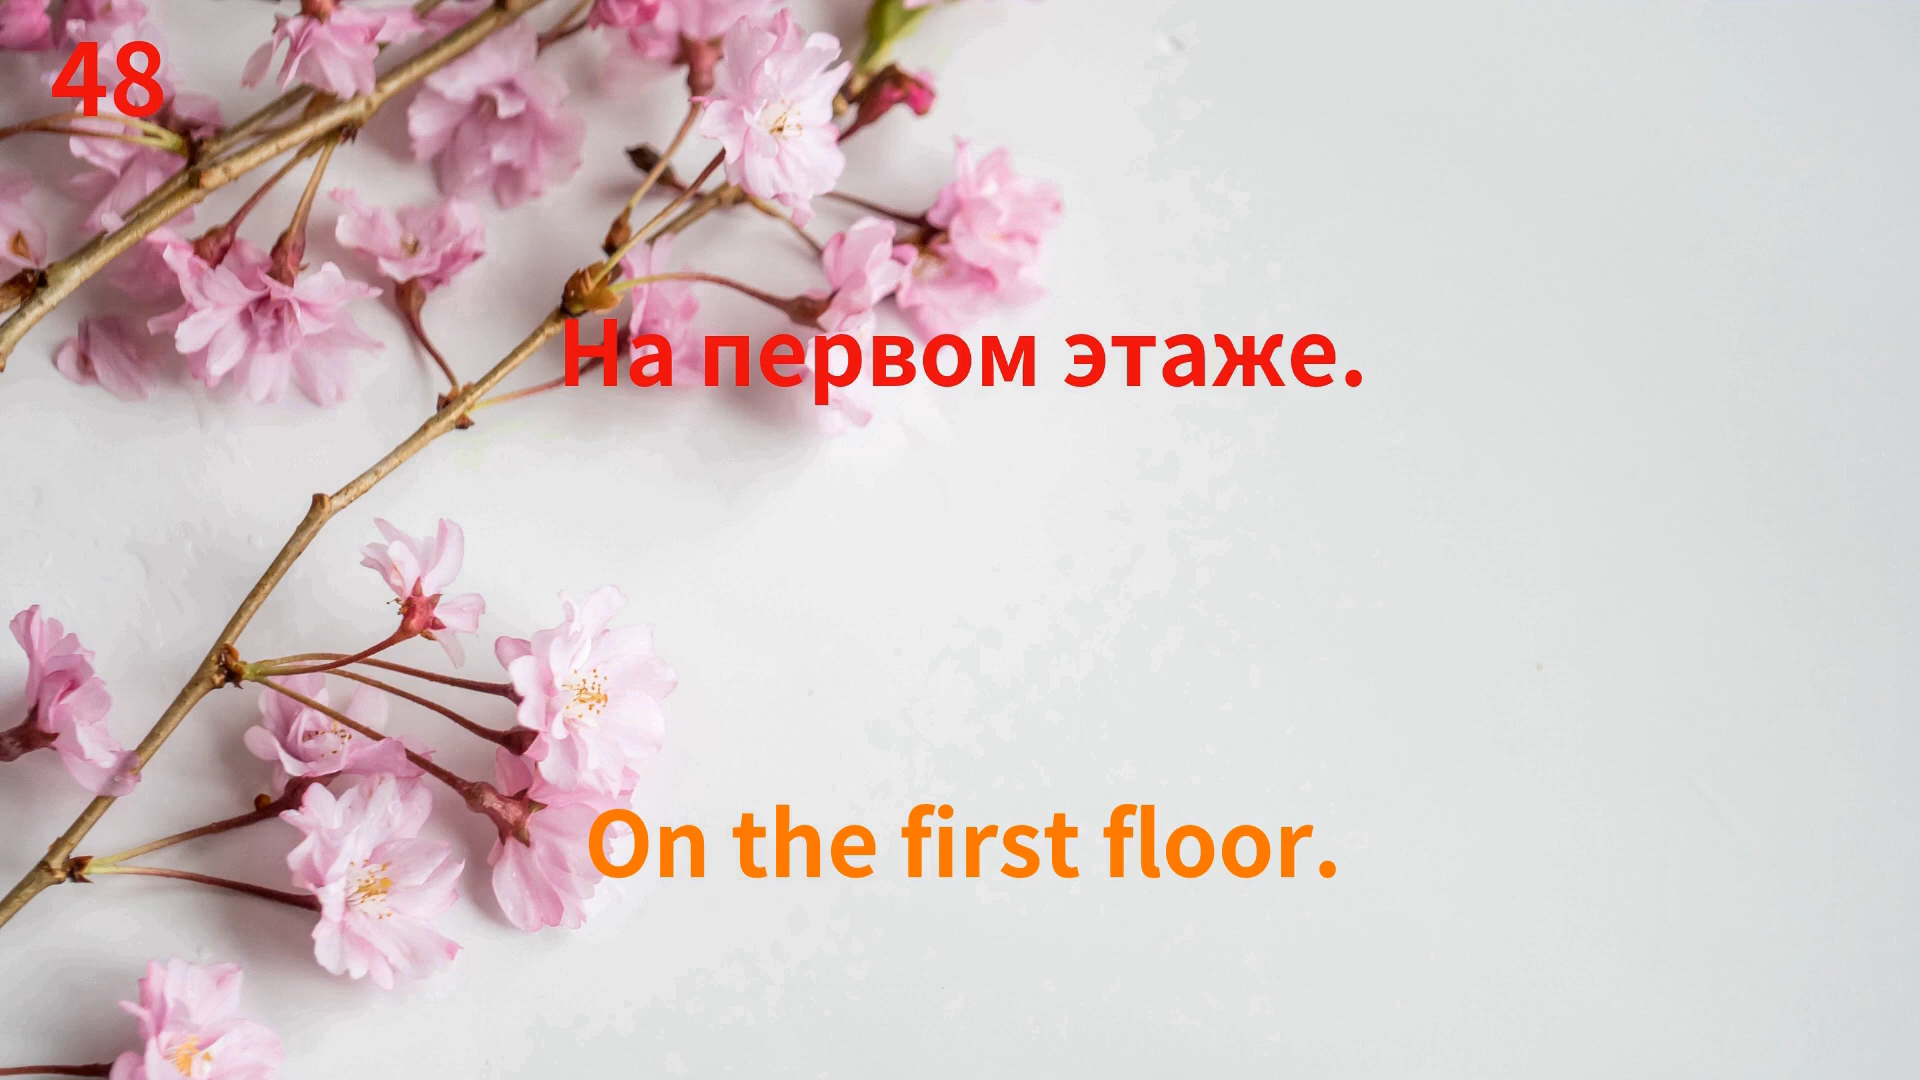 48
На первом этаже.
On the first floor.